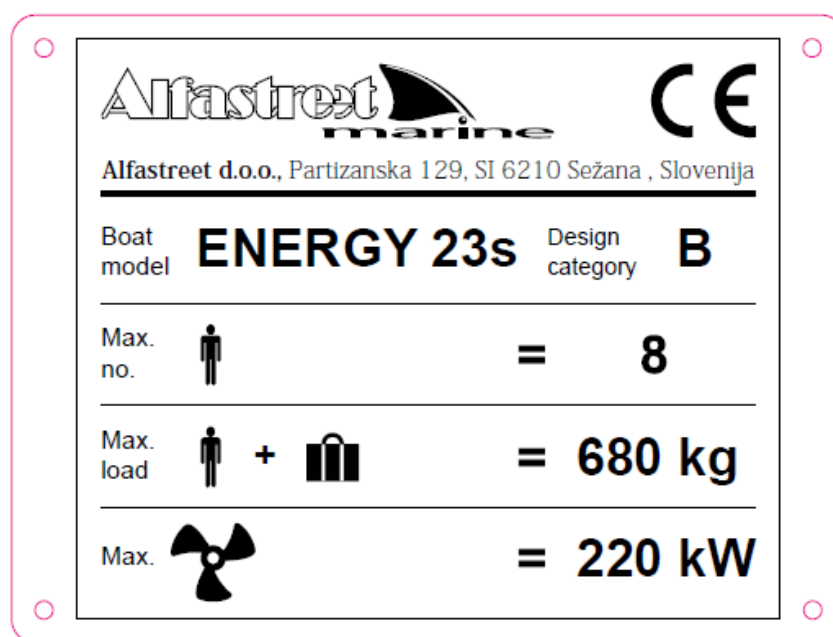 Alfastreet
marine
CE
Alfastreet d.o.o., Partizanska 129, SI 6210 Sežana , Slovenija
Boat model ENERGY 23s Design category B
Max. no. = 8
Max. load + = 680 kg
Max. = 220 kW